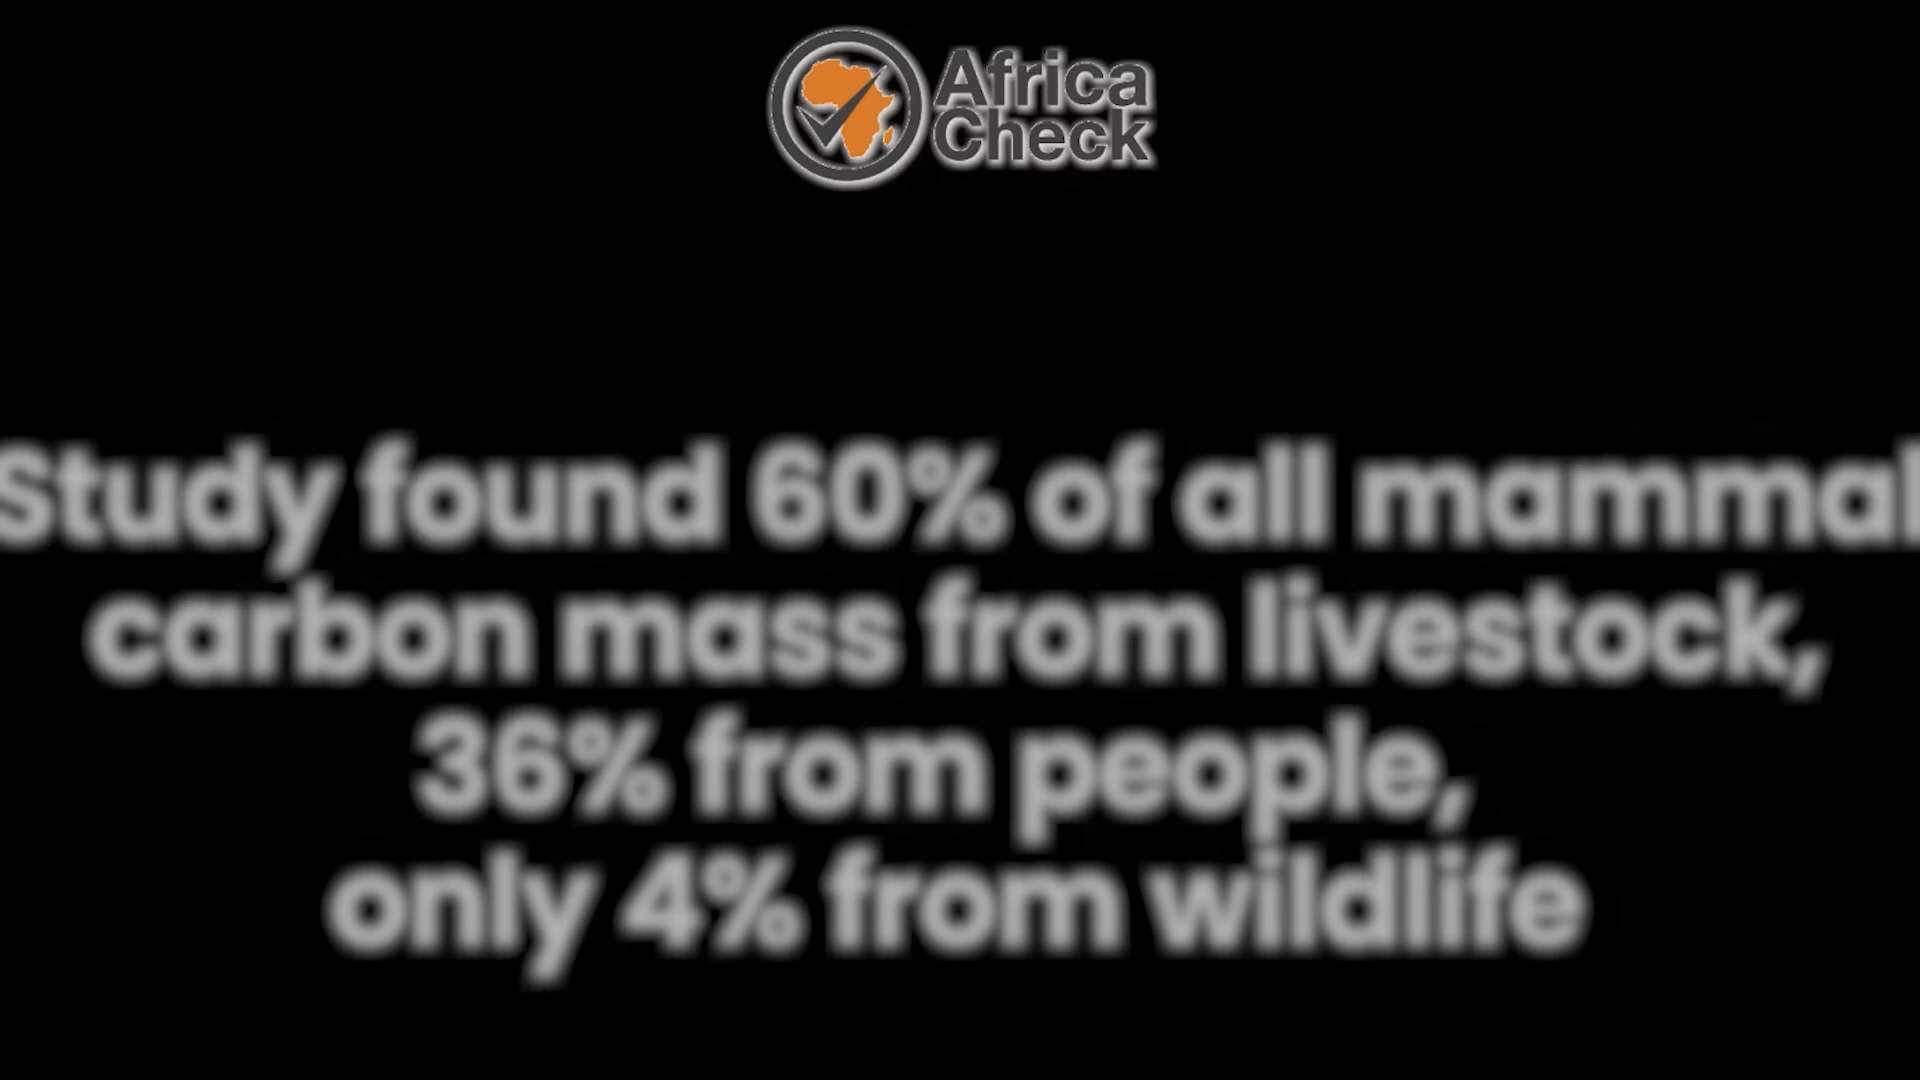 Africa
Check
Study found 60% of all mammal
carbon mass from livestock,
36% from people,
only 4% from wildlife